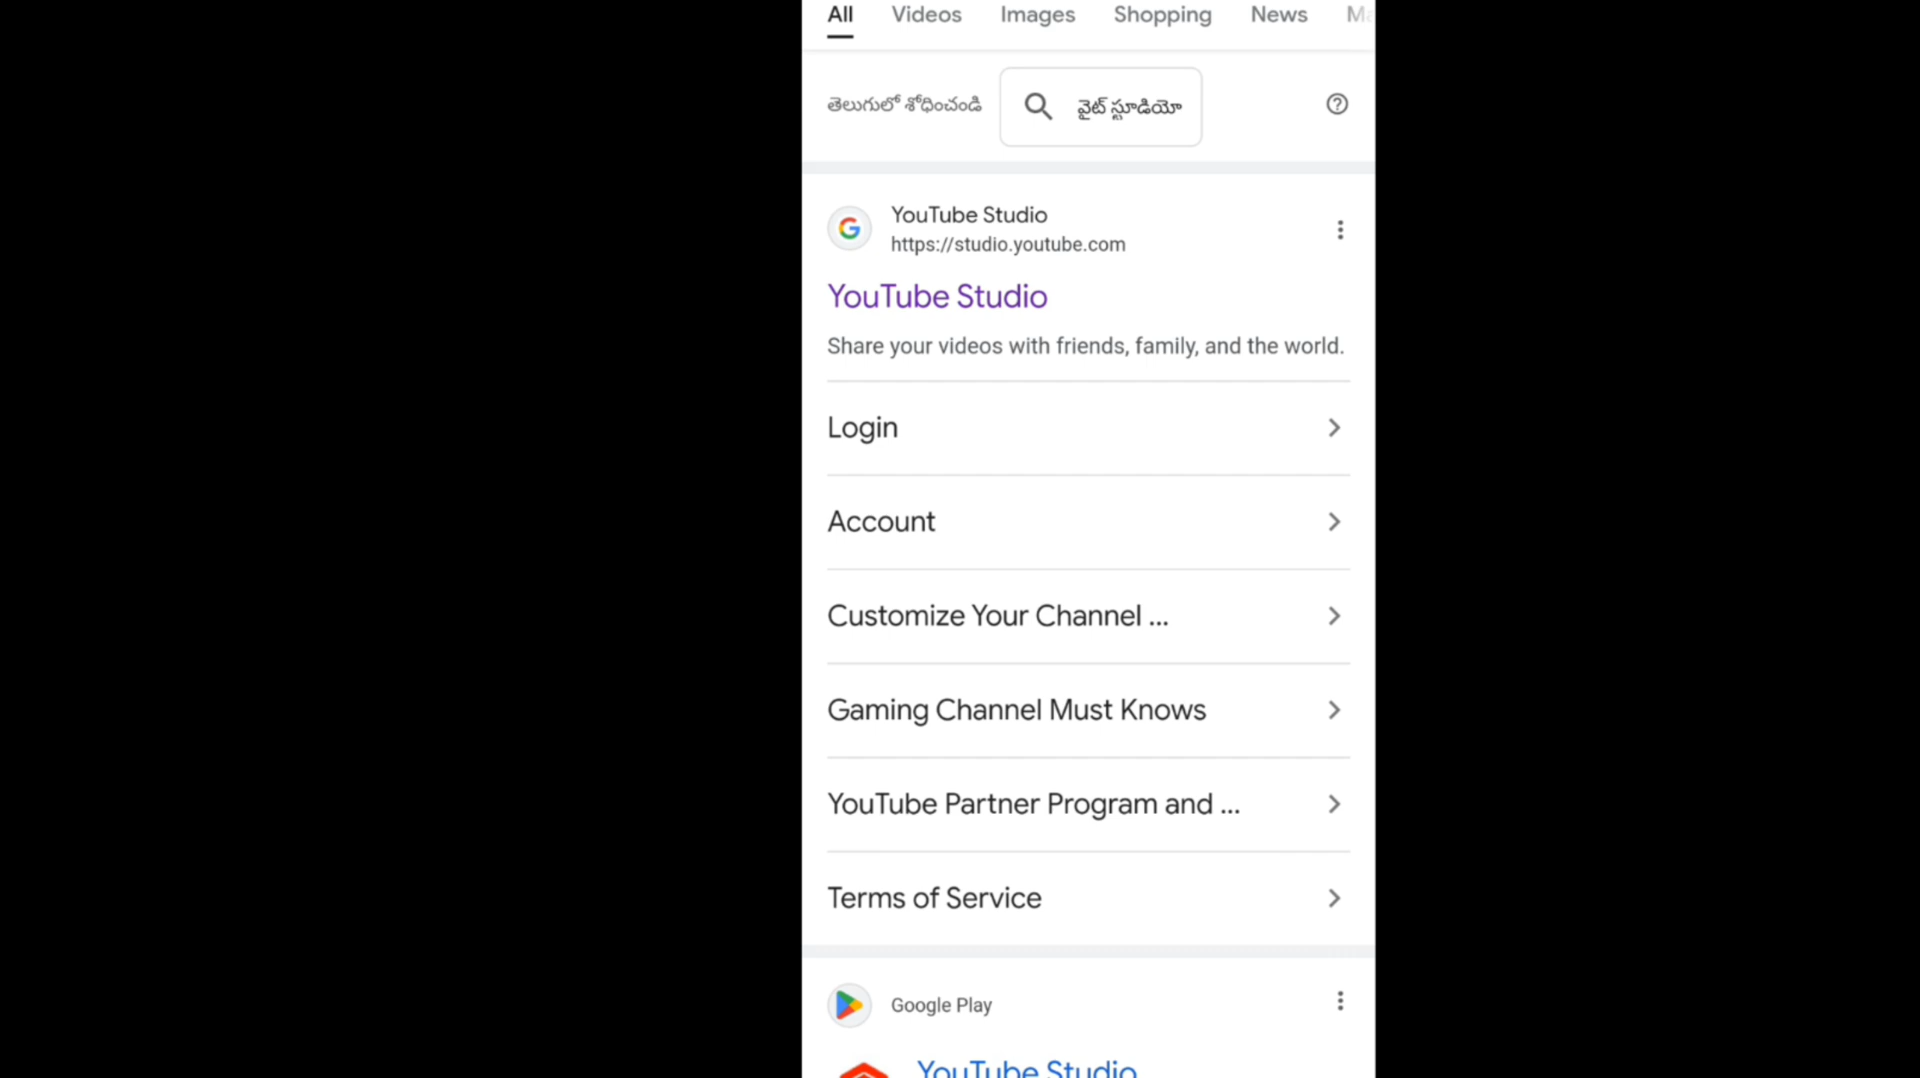 All Videos Images Shopping News
తెలుగులో శోధించండి వైట్ స్టూడియో
YouTube Studio
https://studio.youtube.com
YouTube Studio
Share your videos with friends, family, and the world.
Login
Account
Customize Your Channel ...
Gaming Channel Must Knows
YouTube Partner Program and ...
Terms of Service
Google Play
YouTube Studio